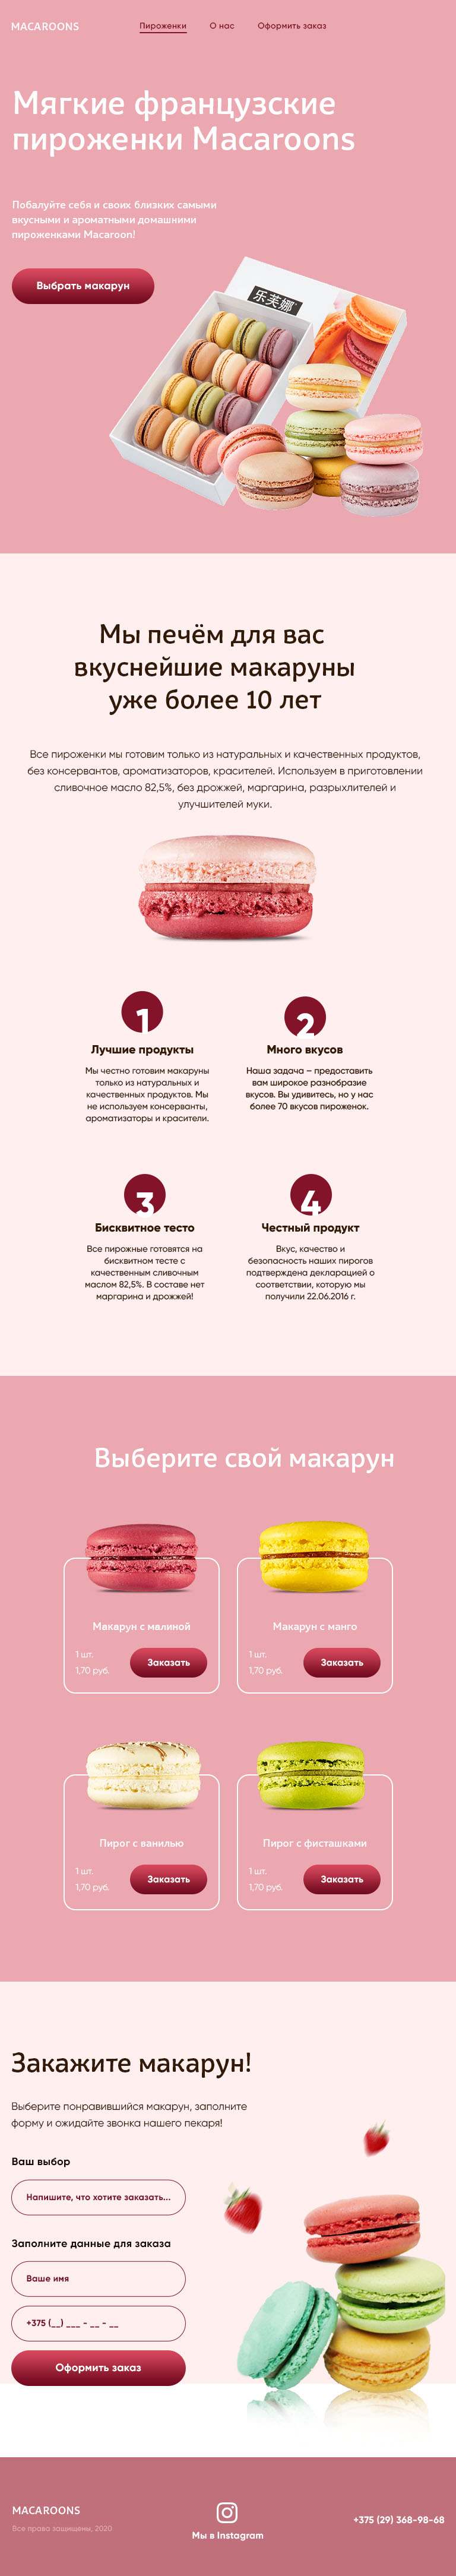 MACAROONS
Пироженки О нас Оформить заказ
Мягкие французские
пироженки Macaroons
Побалуйте себя и своих близких самыми
вкусными и ароматными домашними
пироженками Macaroon!
Выбрать макарун
乐芙娜
Мы печём для вас
вкуснейшие макаруны
уже более 10 лет
Все пироженки мы готовим только из натуральных и качественных продуктов,
без консервантов, ароматизаторов, красителей. Используем в приготовлении
сливочное масло 82,5%, без дрожжей, маргарина, разрыхлителей и
улучшителей муки.
1
Лучшие продукты
Мы честно готовим макаруны
только из натуральных и
качественных продуктов. Мы
не используем консерванты,
ароматизаторы и красители.
2
Много вкусов
Наша задача – предоставить
вам широкое разнобразие
вкусов. Вы удивитесь, но у нас
более 70 вкусов пироженок.
3
Бисквитное тесто
Все пирожные готовятся на
бисквитном тесте с
качественным сливочным
маслом 82,5%. В составе нет
маргарина и дрожжей!
4
Честный продукт
Вкус, качество и
безопасность наших пирогов
подтверждена декларацией о
соответствии, которую мы
получили 22.06.2016 г.
Выберите свой макарун
Макарун с малиной
1 шт.
1,70 руб.
Заказать
Макарун с манго
1 шт.
1,70 руб.
Заказать
Пирог с ванилью
1 шт.
1,70 руб.
Заказать
Пирог с фисташками
1 шт.
1,70 руб.
Заказать
Закажите макарун!
Выберите понравившийся макарун, заполните
форму и ожидайте звонка нашего пекаря!
Ваш выбор
Напишите, что хотите заказать...
Заполните данные для заказа
Ваше имя
+375 (__) ___ - __ - __
Оформить заказ
MACAROONS
Все права защищены, 2020
Мы в Instagram
+375 (29) 368-98-68